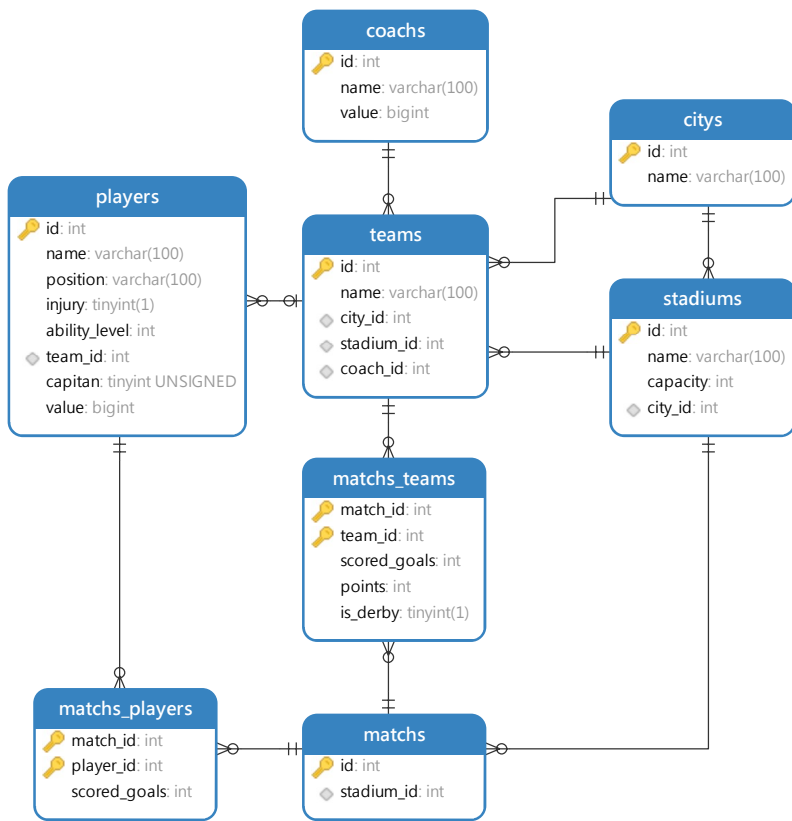 coachs
id: int
name: varchar(100)
value: bigint
citys
id: int
name: varchar(100)
players
id: int
name: varchar(100)
position: varchar(100)
injury: tinyint(1)
ability_level: int
team_id: int
capitan: tinyint UNSIGNED
value: bigint
teams
id: int
name: varchar(100)
city_id: int
stadium_id: int
coach_id: int
stadiums
id: int
name: varchar(100)
capacity: int
city_id: int
matchs_teams
match_id: int
team_id: int
scored_goals: int
points: int
is_derby: tinyint(1)
matchs_players
match_id: int
player_id: int
scored_goals: int
matchs
id: int
stadium_id: int